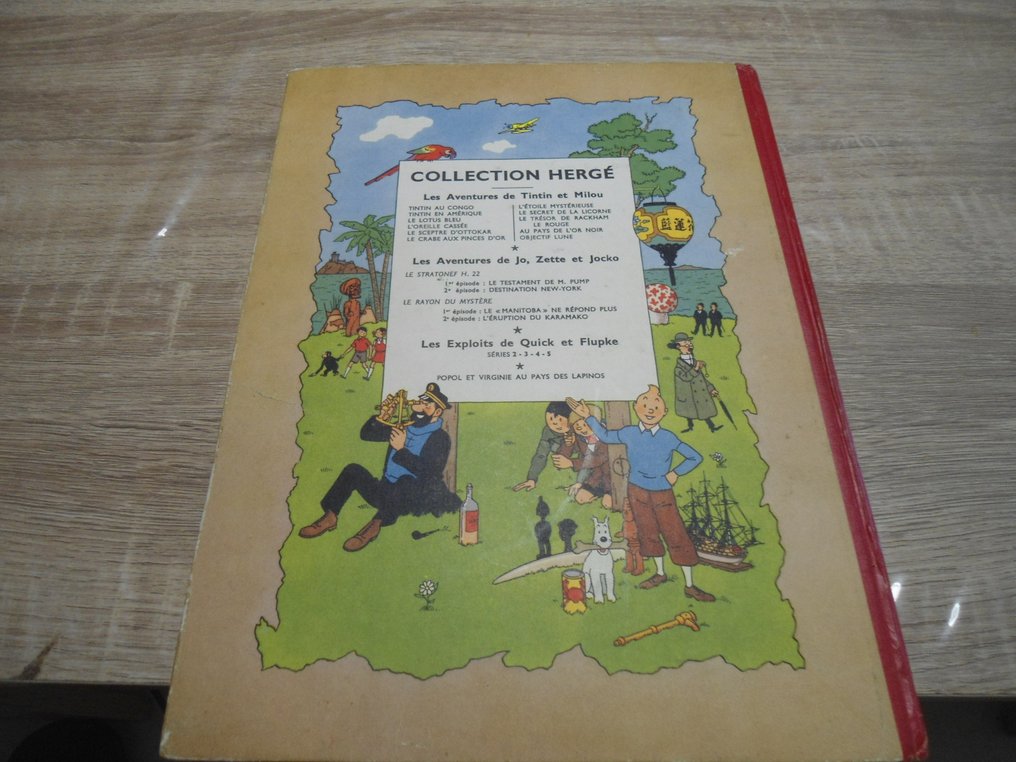 COLLECTION HERGÉ
Les Aventures de Tintin et Milou
TINTIN AU CONGO
TINTIN EN AMÉRIQUE
LE LOTUS BLEU
L'OREILLE CASSÉE
LE SCEPTRE D'OTTOKAR
LE CRABE AUX PINCES D'OR
L'ÉTOILE MYSTÉRIEUSE
LE SECRET DE LA LICORNE
LE TRÉSOR DE RACKHAM
LE ROUGE
AU PAYS DE L'OR NOIR
OBJECTIF LUNE
Les Aventures de Jo, Zette et Jocko
LE STRATONEF H. 22
1er épisode : LE TESTAMENT DE M. PUMP
2e épisode : DESTINATION NEW-YORK
LE RAYON DU MYSTÈRE
1er épisode : LE « MANITOBA » NE RÉPOND PLUS
2e épisode : L'ÉRUPTION DU KARAMAKO
Les Exploits de Quick et Flupke
SÉRIES 2 - 3 - 4 - 5
POPOL ET VIRGINIE AU PAYS DES LAPINOS